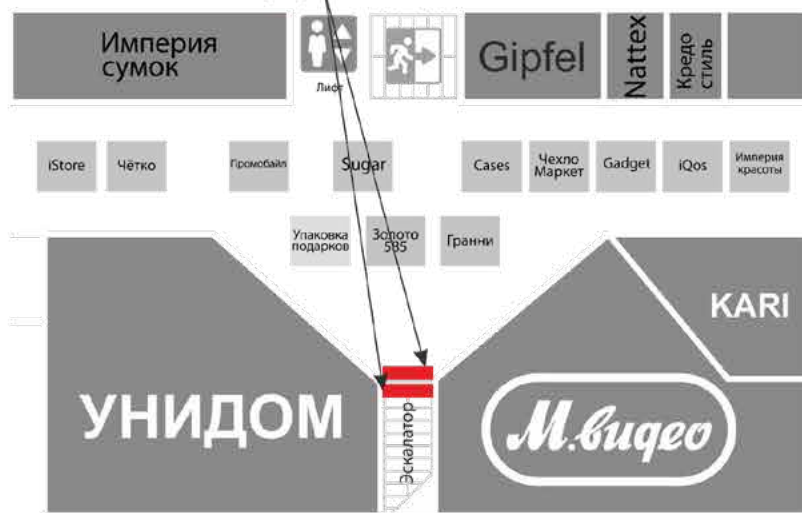 Империя
сумок
Лифт
Gipfel
Nattex
Кредо
стиль
iStore
Чётко
Промобайл
Sugar
Cases
Чехло
Маркет
Gadget
iQos
Империя
красоты
Упаковка
подарков
Золото
585
Гранни
KARI
УНИДОМ
Эскалатор
М.видео